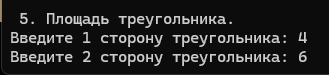 5. Площадь треугольника.
Введите 1 сторону треугольника: 4
Введите 2 сторону треугольника: 6